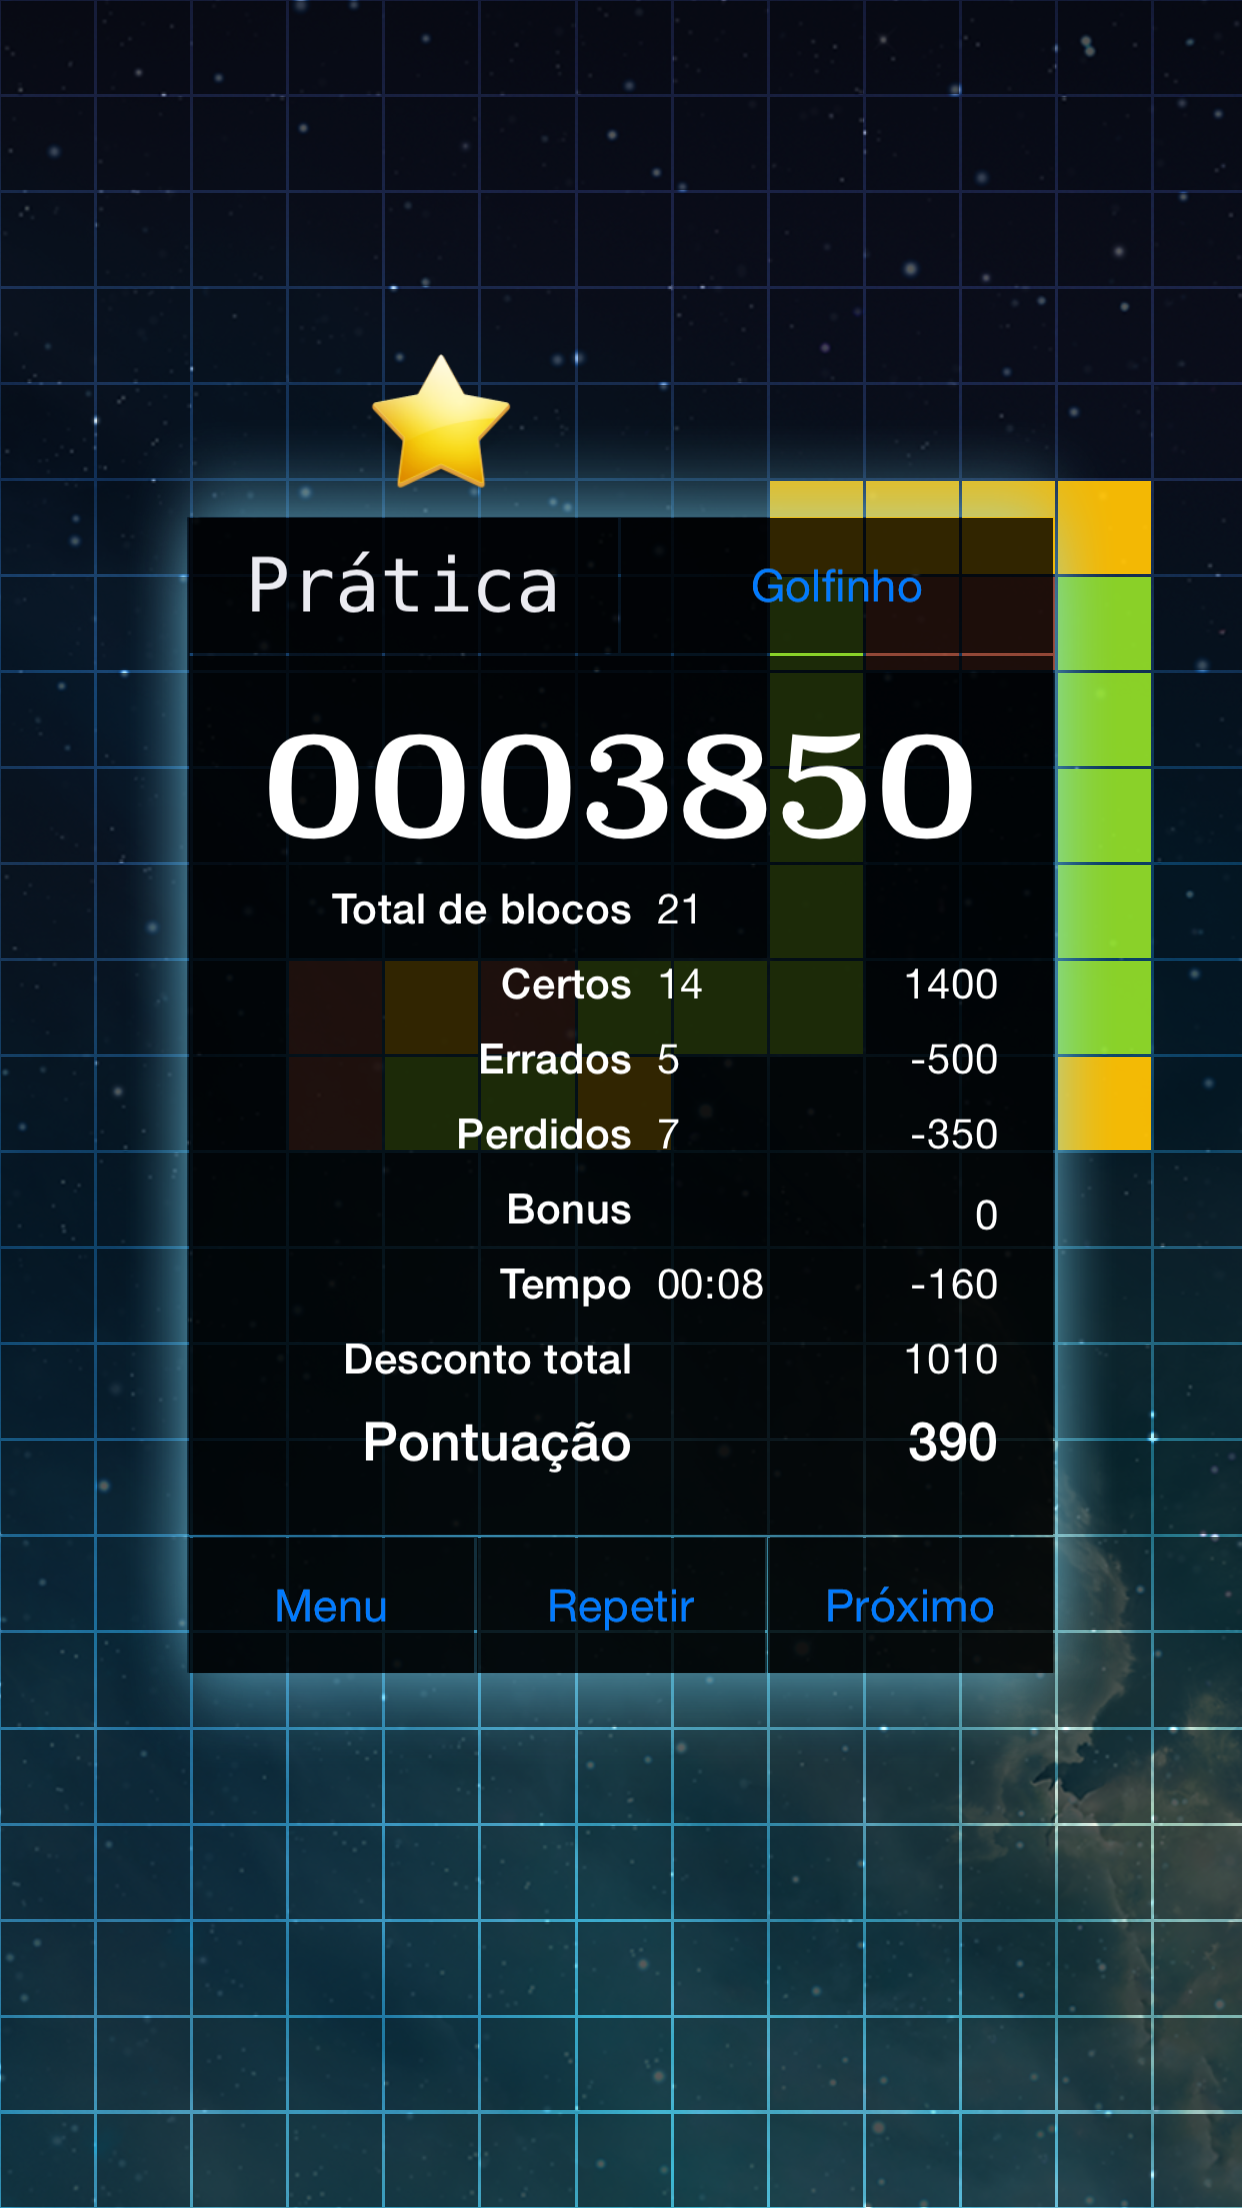 Prática
Golfinho
0003850
Total de blocos 21
Certos 14 1400
Errados 5 -500
Perdidos 7 -350
Bonus 0
Tempo 00:08 -160
Desconto total 1010
Pontuação 390
Menu Repetir Próximo